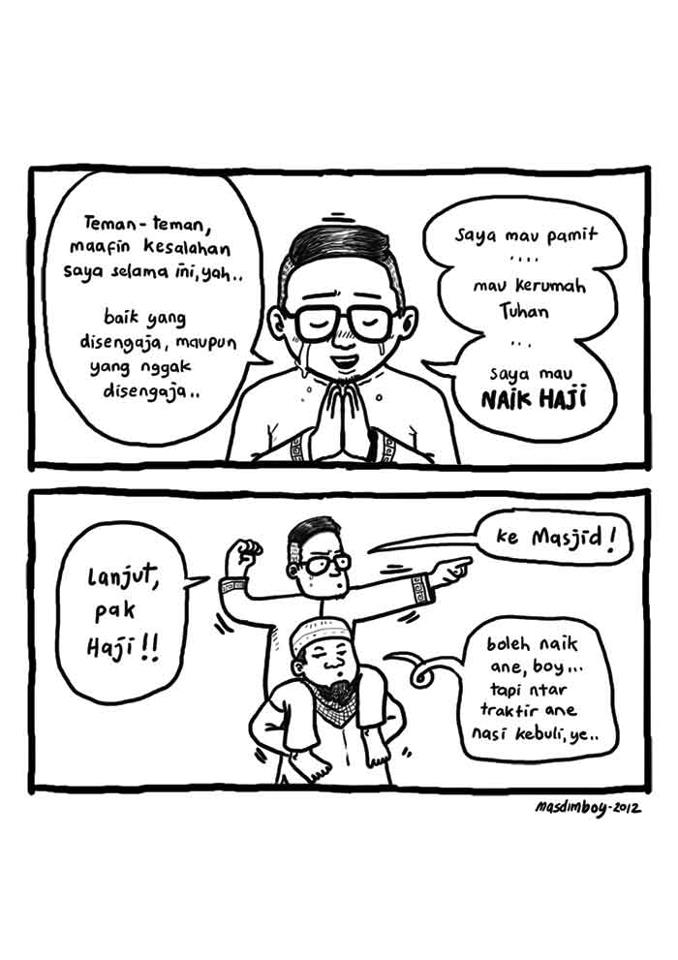 Teman-teman,
maafin kesalahan
saya selama ini, yah..
baik yang
disengaja, maupun
yang nggak
disengaja..
Saya mau pamit
....
mau kerumah
Tuhan
...
saya mau
NAIK HAJI
Lanjut,
pak
Haji!!
ke Masjid!
boleh naik
ane, boy...
tapi ntar
traktir ane
nasi kebuli, ye..
masdimboy-2012